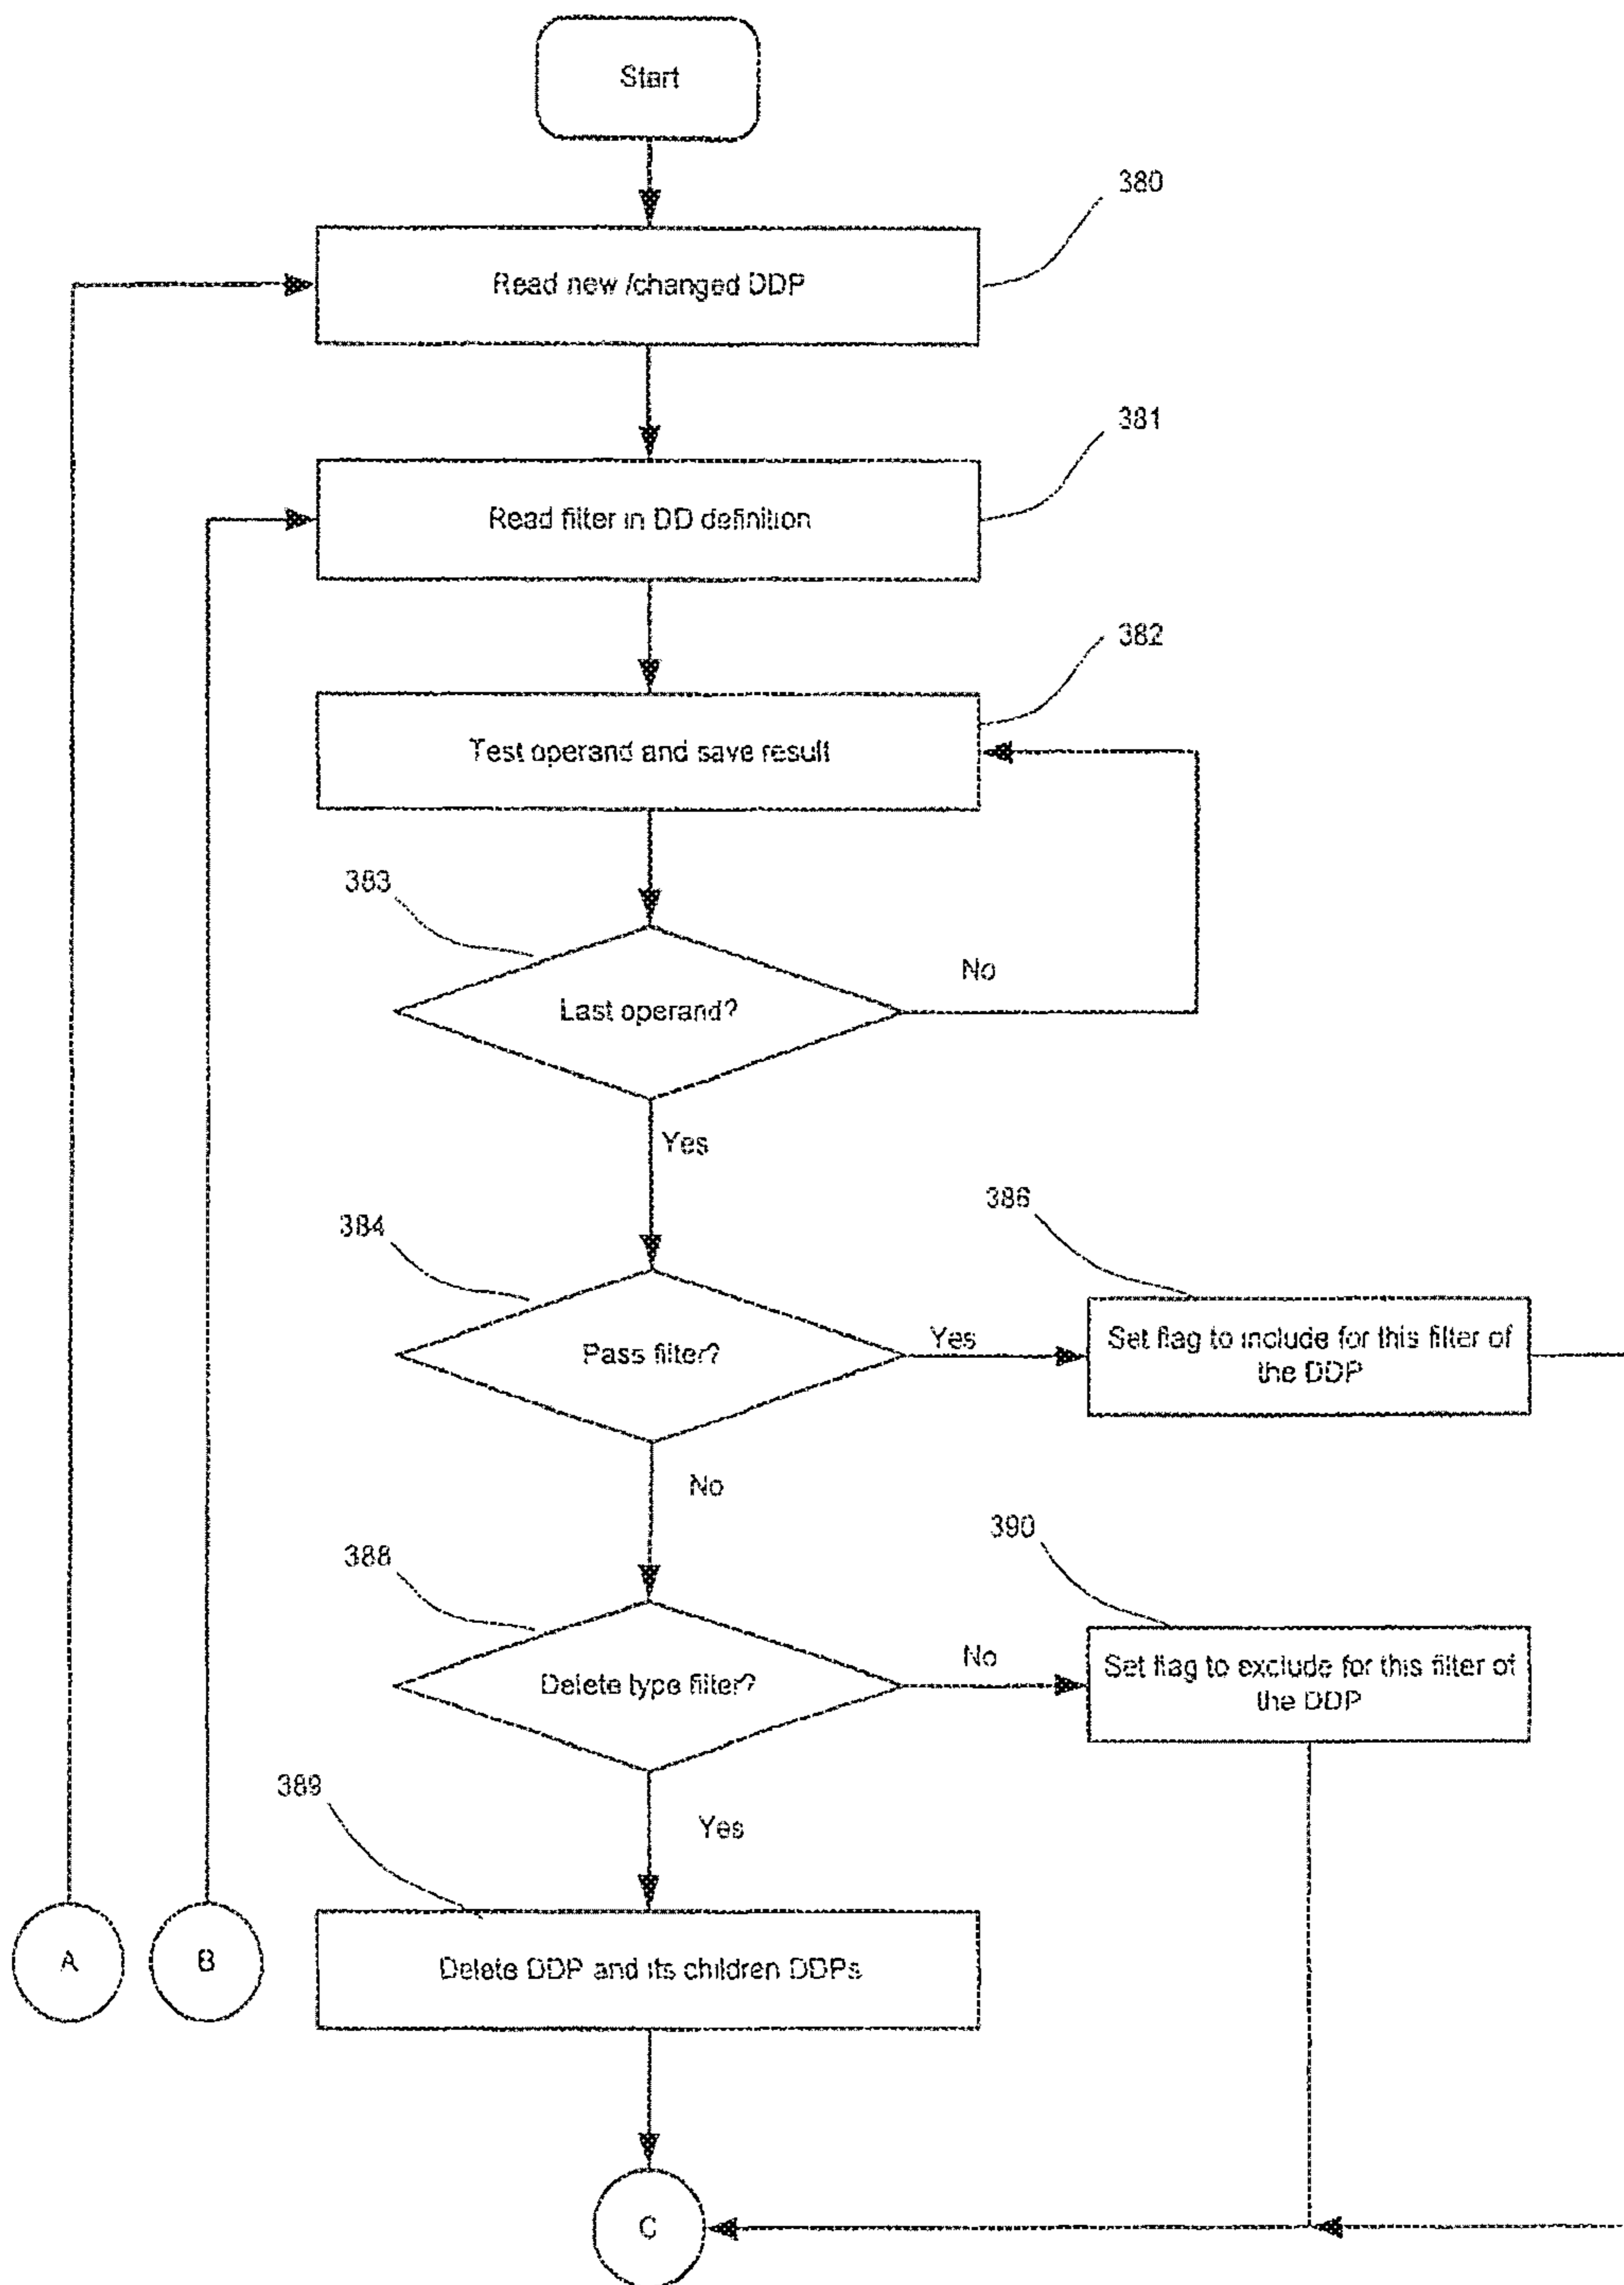 Start
380
Read new /changed DDP
381
Read filter in DD definition
382
Test operand and save result
383
Last operand?
No
Yes
384
Pass filter?
Yes
386
Set flag to include for this filter of
the DDP
No
388
Delete type filter?
No
390
Set flag to exclude for this filter of
the DDP
Yes
389
Delete DDP and its children DDPs
A
B
C